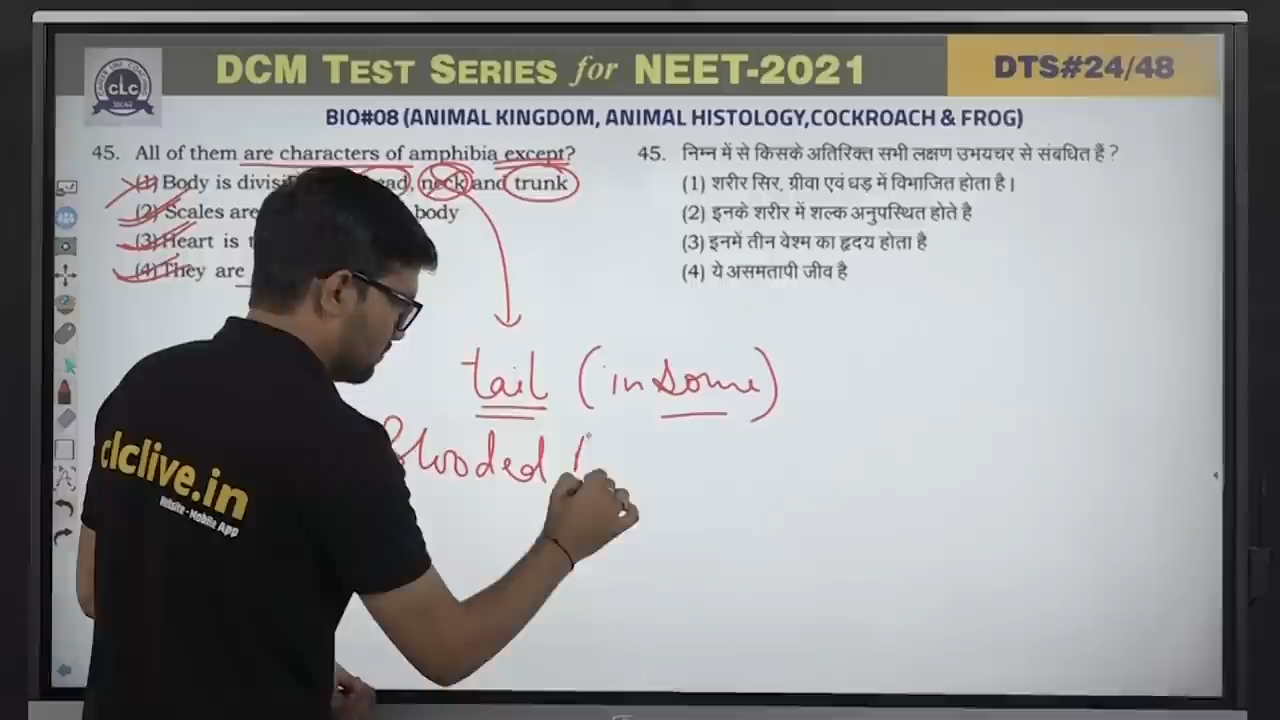 DCM TEST SERIES for NEET-2021
DTS#24/48
CLC
BIO#08 (ANIMAL KINGDOM, ANIMAL HISTOLOGY,COCKROACH & FROG)
45. All of them are characters of amphibia except?
(1) Body is neck and trunk
(2) Scales are body
(3) Heart is
(4) They are
45. निम्न में से किसके अतिरिक्त सभी लक्षण उभयचर से संबधित है ?
(1) शरीर सिर, ग्रीवा एवं धड़ में विभाजित होता है।
(2) इनके शरीर में शल्क अनुपस्थित होते है
(3) इनमें तीन वेश्म का हृदय होता है
(4) ये असमतापी जीव है
tail (in some)
Blooded (
clclive.in
Website - Mobile App